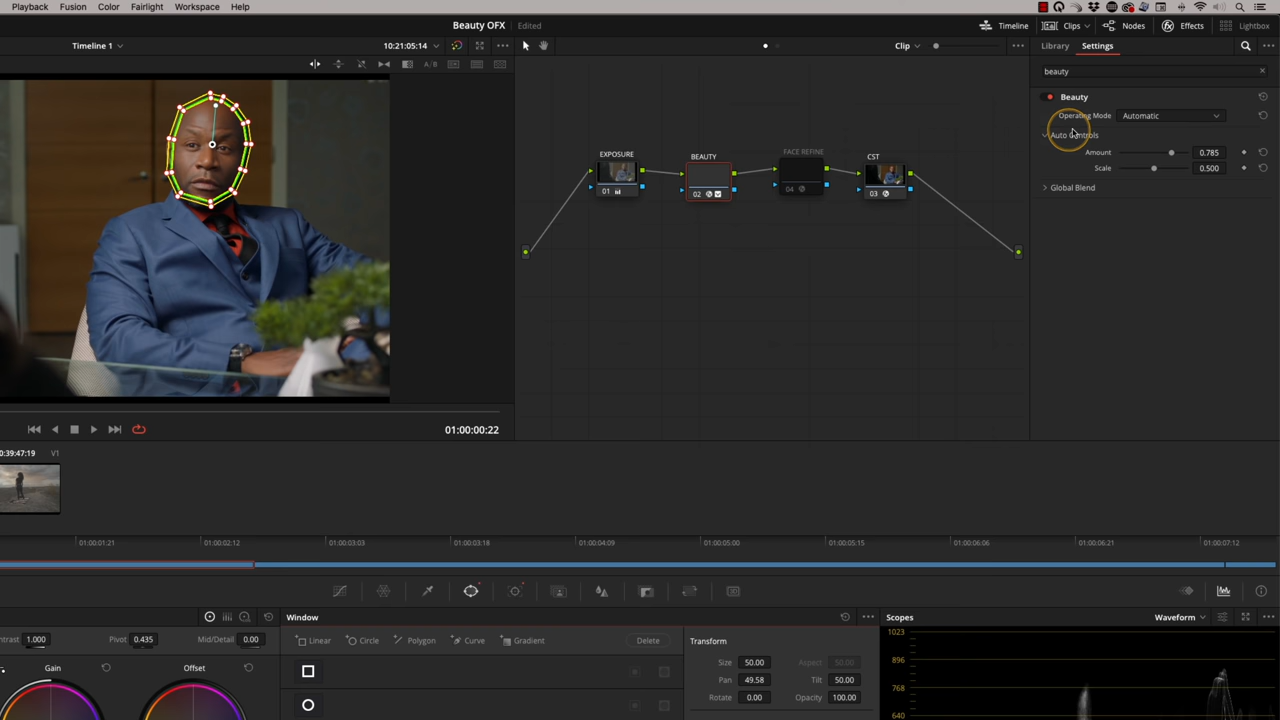 Playback Fusion Color Fairlight Workspace Help
Beauty OFX Edited
Timeline Clips Nodes Effects Lightbox
Timeline 1 10:21:05:14 Clip Library Settings
A/B
beauty
Beauty
Operating Mode Automatic
Auto Controls
Amount 0.785
Scale 0.500
Global Blend
EXPOSURE BEAUTY FACE REFINE CST
01 02 04 03
01:00:00:22
0:39:47:19 V1
01:00:01:21 01:00:02:12 01:00:03:03 01:00:03:18 01:00:04:09 01:00:05:00 01:00:05:15 01:00:06:06 01:00:06:21 01:00:07:12
Window Scopes Waveform
ntrast 1.000 Pivot 0.435 Mid/Detail 0.00
Linear Circle Polygon Curve Gradient Delete
Transform
Gain Offset
Size 50.00 Aspect 50.00
Pan 49.58 Tilt 50.00
Rotate 0.00 Opacity 100.00
1023
896
768
640